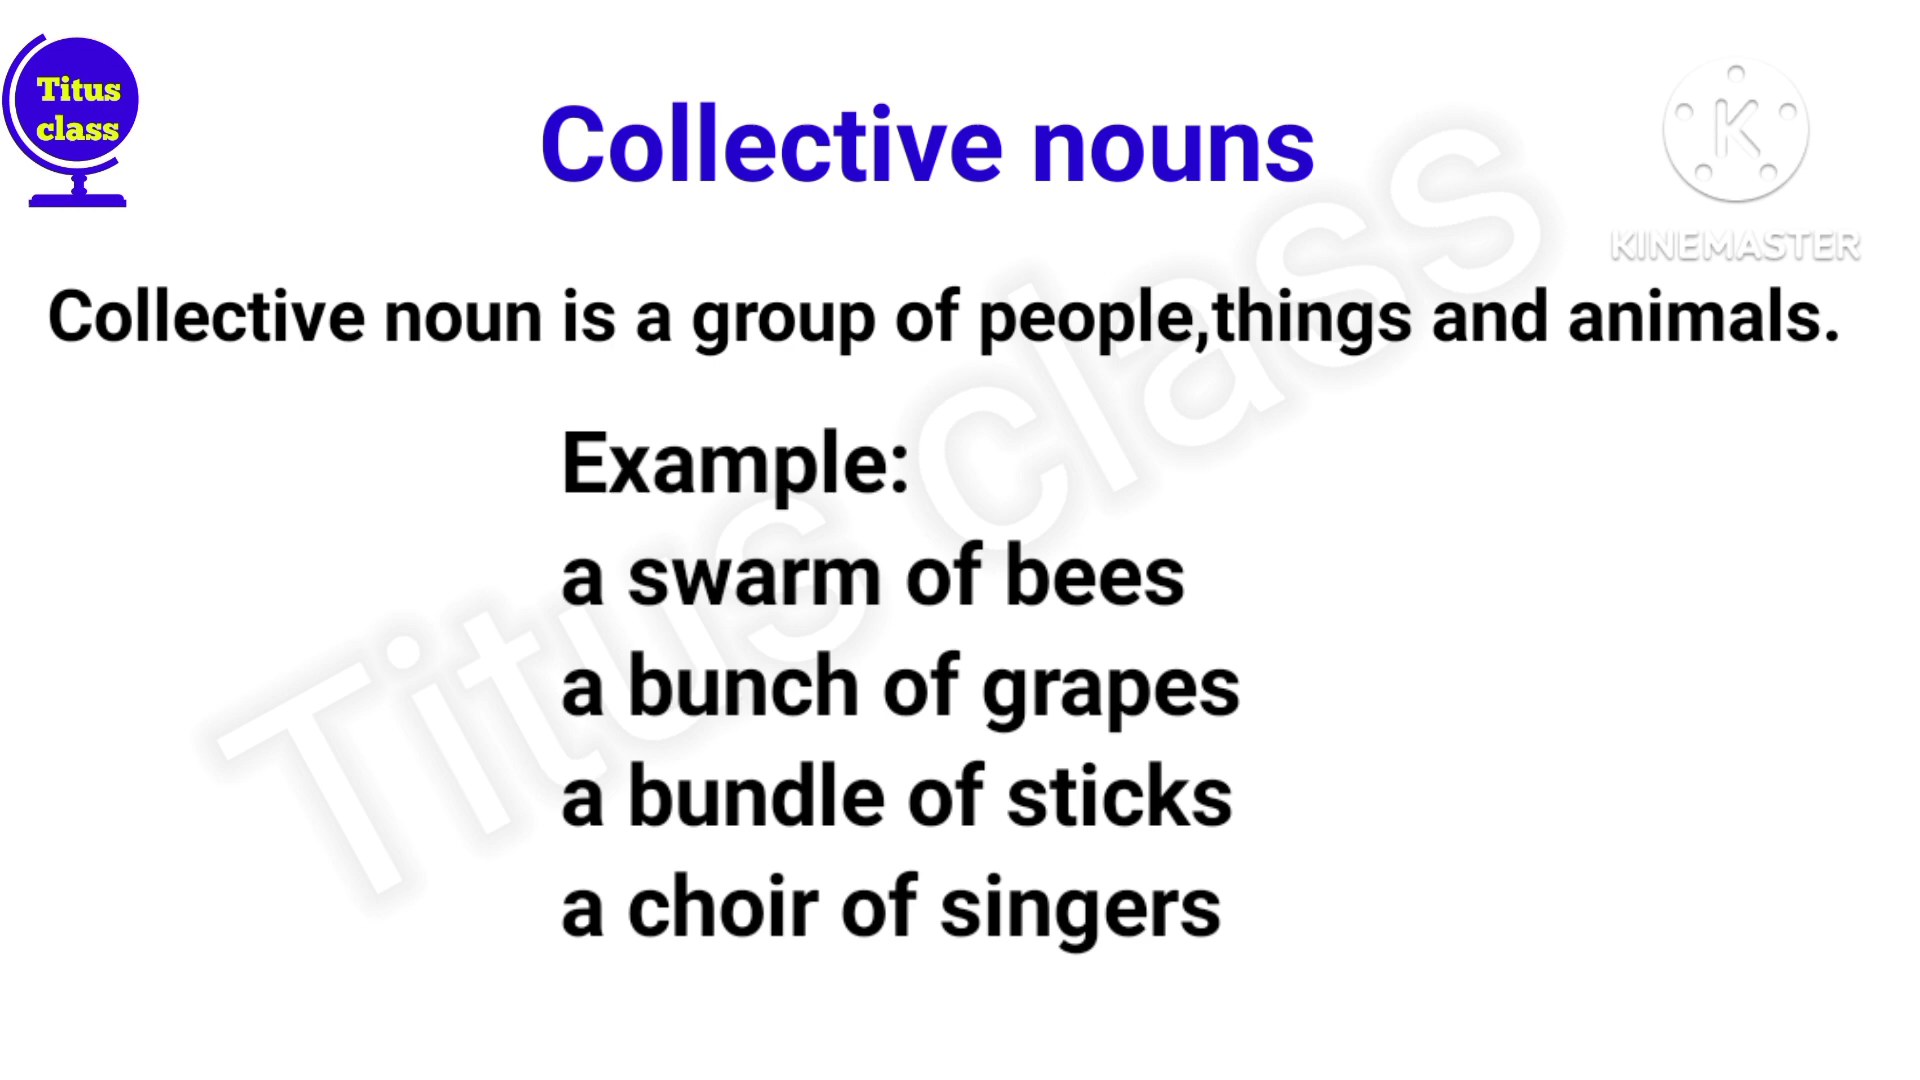 Titus
class
Collective nouns
K
KINEMASTER
Collective noun is a group of people,things and animals.
Example:
a swarm of bees
a bunch of grapes
a bundle of sticks
a choir of singers
Titus class